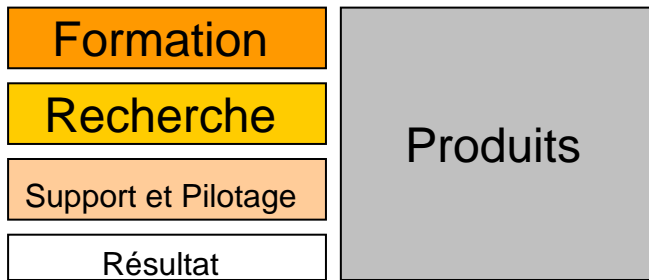 Formation
Recherche
Support et Pilotage
Résultat
Produits